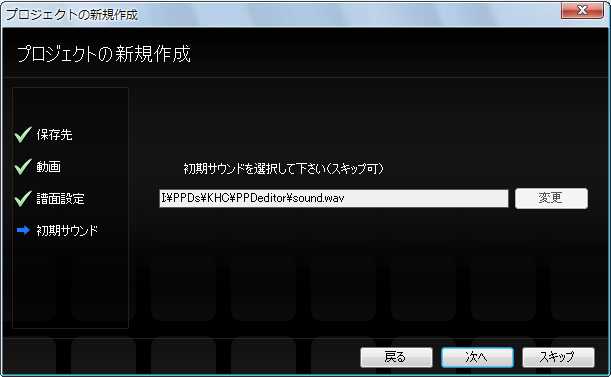 プロジェクトの新規作成
プロジェクトの新規作成
保存先
動画
譜面設定
初期サウンド
初期サウンドを選択して下さい(スキップ可)
I¥PPDs¥KHC¥PPDeditor¥sound.wav
変更
戻る
次へ
スキップ